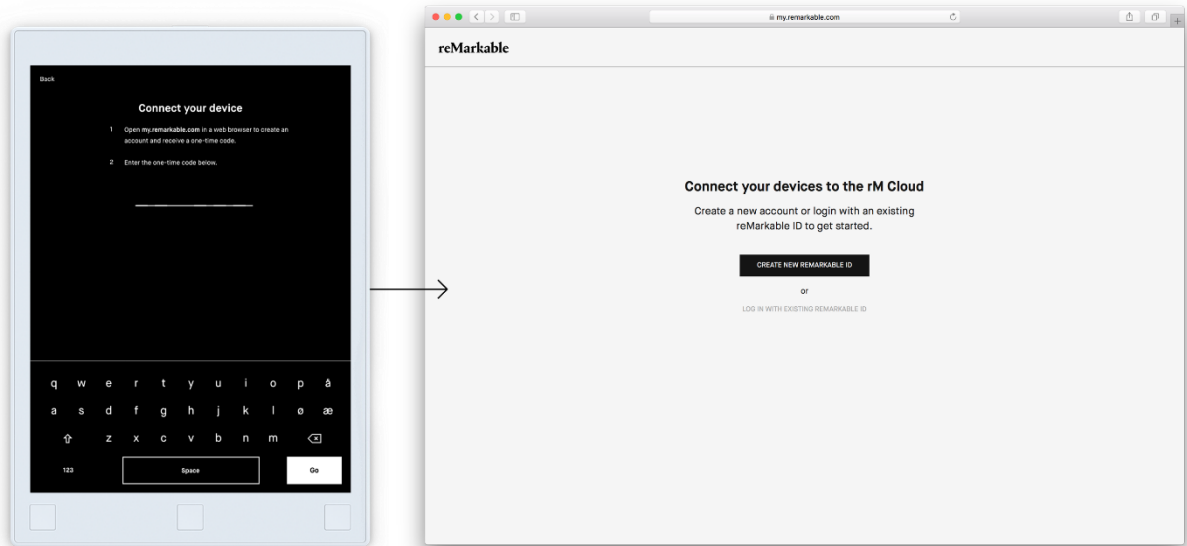 Back
Connect your device
1 Open my.remarkable.com in a web browser to create an
account and receive a one-time code.
2 Enter the one-time code below.
q w e r t y u i o p å
a s d f g h j k l ø æ
z x c v b n m
123 Space Go
my.remarkable.com
reMarkable
Connect your devices to the rM Cloud
Create a new account or login with an existing
reMarkable ID to get started.
CREATE NEW REMARKABLE ID
or
LOG IN WITH EXISTING REMARKABLE ID